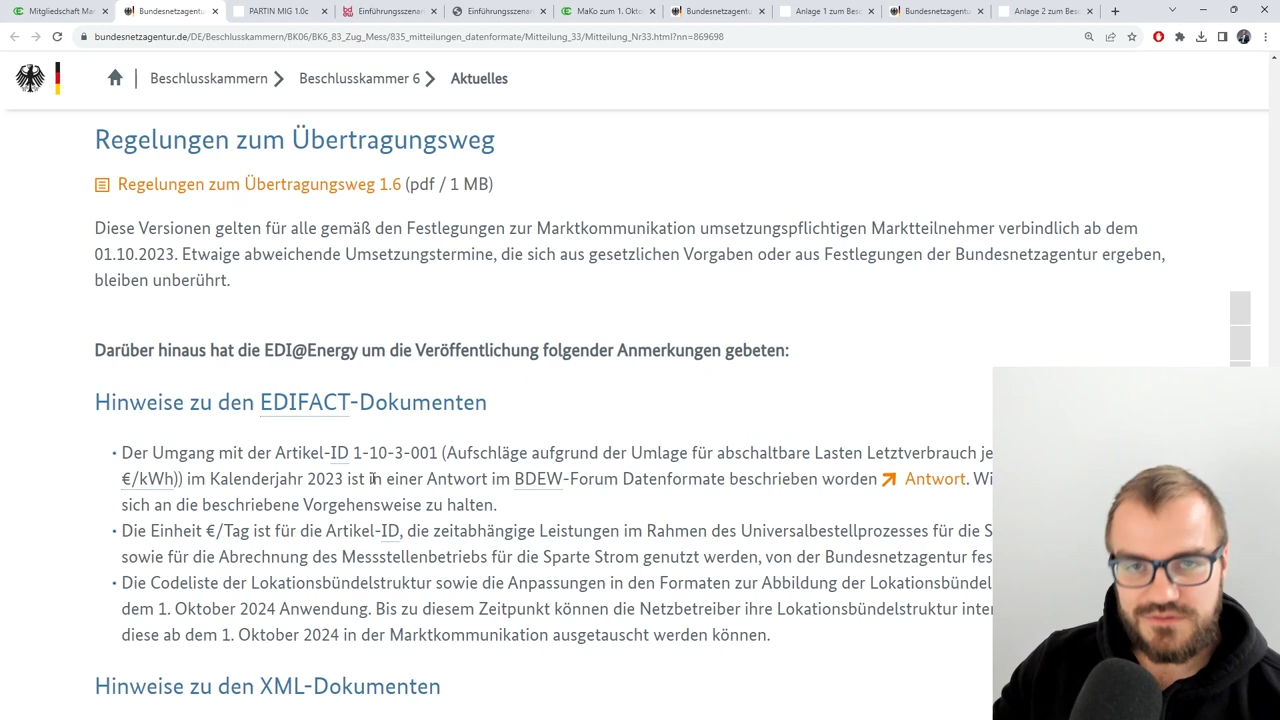 Mitgliedschaft Mar
Bundesnetzagentur
PARTIN MIG 1.0c
Einführungsszenar
Einführungsszenar
MaKo zum 1. Okto
Bundesnetzagentur
Anlage 1 zum Besc
Bundesnetzagentur
Anlage 2 zum Besc
bundesnetzagentur.de/DE/Beschlusskammern/BK06/BK6_83_Zug_Mess/835_mitteilungen_datenformate/Mitteilung_33/Mitteilung_Nr33.html?nn=869698
Beschlusskammern
Beschlusskammer 6
Aktuelles
Regelungen zum Übertragungsweg
Regelungen zum Übertragungsweg 1.6 (pdf / 1 MB)
Diese Versionen gelten für alle gemäß den Festlegungen zur Marktkommunikation umsetzungspflichtigen Marktteilnehmer verbindlich ab dem
01.10.2023. Etwaige abweichende Umsetzungstermine, die sich aus gesetzlichen Vorgaben oder aus Festlegungen der Bundesnetzagentur ergeben,
bleiben unberührt.
Darüber hinaus hat die EDI@Energy um die Veröffentlichung folgender Anmerkungen gebeten:
Hinweise zu den EDIFACT-Dokumenten
• Der Umgang mit der Artikel-ID 1-10-3-001 (Aufschläge aufgrund der Umlage für abschaltbare Lasten Letztverbrauch je
€/kWh)) im Kalenderjahr 2023 ist in einer Antwort im BDEW-Forum Datenformate beschrieben worden Antwort. Wi
sich an die beschriebene Vorgehensweise zu halten.
• Die Einheit €/Tag ist für die Artikel-ID, die zeitabhängige Leistungen im Rahmen des Universalbestellprozesses für die S
sowie für die Abrechnung des Messstellenbetriebs für die Sparte Strom genutzt werden, von der Bundesnetzagentur fes
• Die Codeliste der Lokationsbündelstruktur sowie die Anpassungen in den Formaten zur Abbildung der Lokationsbündel
dem 1. Oktober 2024 Anwendung. Bis zu diesem Zeitpunkt können die Netzbetreiber ihre Lokationsbündelstruktur inter
diese ab dem 1. Oktober 2024 in der Marktkommunikation ausgetauscht werden können.
Hinweise zu den XML-Dokumenten